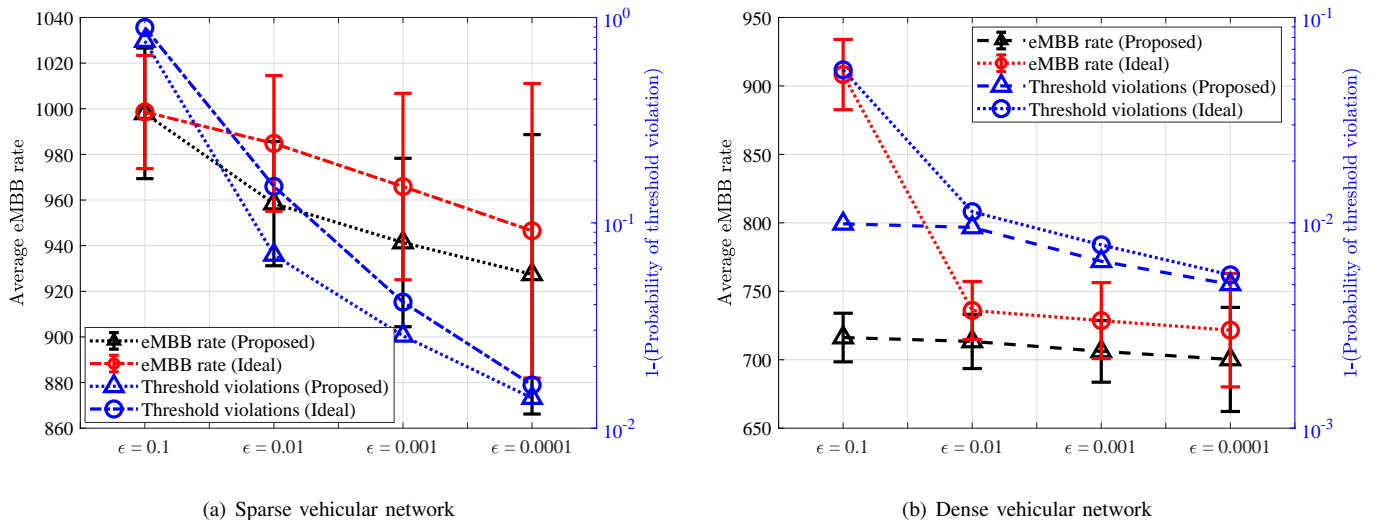 1040
1020
1000
980
960
940
920
900
880
860
Average eMBB rate
10^0
10^-1
10^-2
1-(Probability of threshold violation)
eMBB rate (Proposed)
eMBB rate (Ideal)
Threshold violations (Proposed)
Threshold violations (Ideal)
ϵ = 0.1 ϵ = 0.01 ϵ = 0.001 ϵ = 0.0001
(a) Sparse vehicular network
950
900
850
800
750
700
650
Average eMBB rate
10^-1
10^-2
10^-3
1-(Probability of threshold violation)
eMBB rate (Proposed)
eMBB rate (Ideal)
Threshold violations (Proposed)
Threshold violations (Ideal)
ϵ = 0.1 ϵ = 0.01 ϵ = 0.001 ϵ = 0.0001
(b) Dense vehicular network